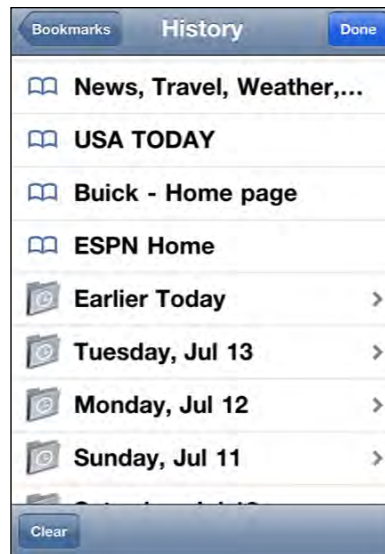 Bookmarks History Done
News, Travel, Weather,...
USA TODAY
Buick - Home page
ESPN Home
Earlier Today
Tuesday, Jul 13
Monday, Jul 12
Sunday, Jul 11
Clear